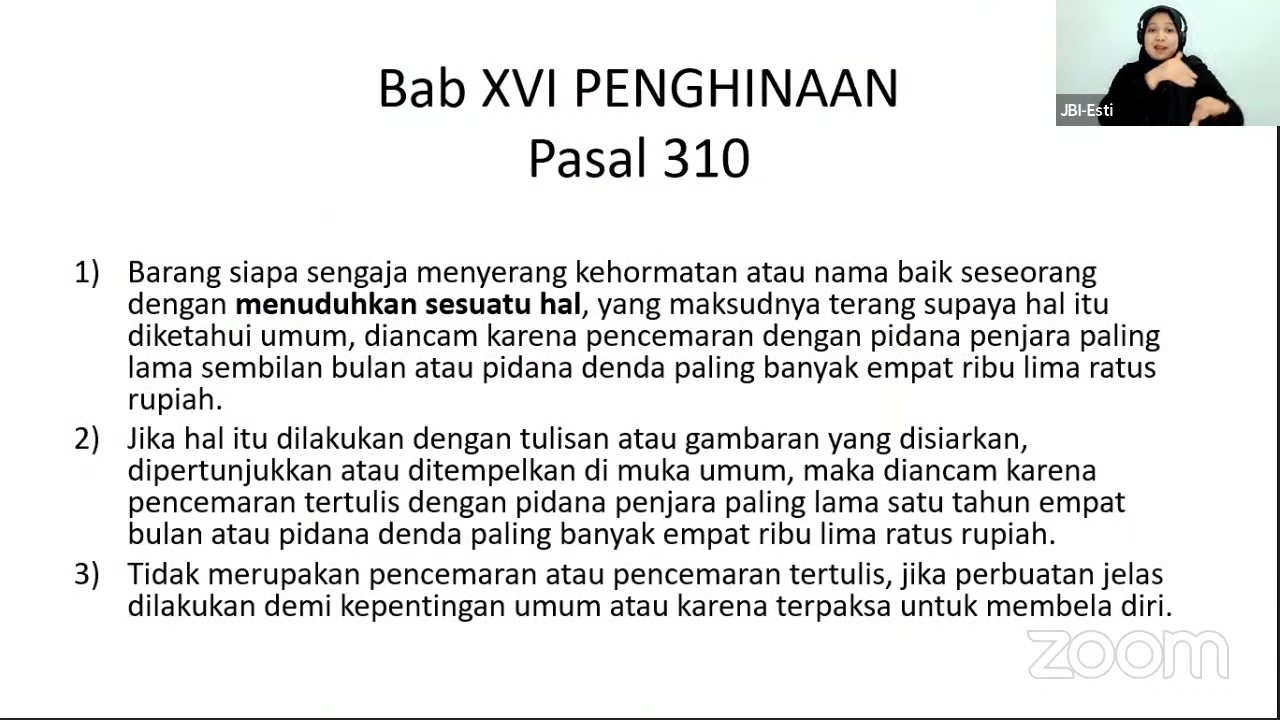 Bab XVI PENGHINAAN
Pasal 310
JBI-Esti
1) Barang siapa sengaja menyerang kehormatan atau nama baik seseorang
dengan menuduhkan sesuatu hal, yang maksudnya terang supaya hal itu
diketahui umum, diancam karena pencemaran dengan pidana penjara paling
lama sembilan bulan atau pidana denda paling banyak empat ribu lima ratus
rupiah.
2) Jika hal itu dilakukan dengan tulisan atau gambaran yang disiarkan,
dipertunjukkan atau ditempelkan di muka umum, maka diancam karena
pencemaran tertulis dengan pidana penjara paling lama satu tahun empat
bulan atau pidana denda paling banyak empat ribu lima ratus rupiah.
3) Tidak merupakan pencemaran atau pencemaran tertulis, jika perbuatan jelas
dilakukan demi kepentingan umum atau karena terpaksa untuk membela diri.
zoom